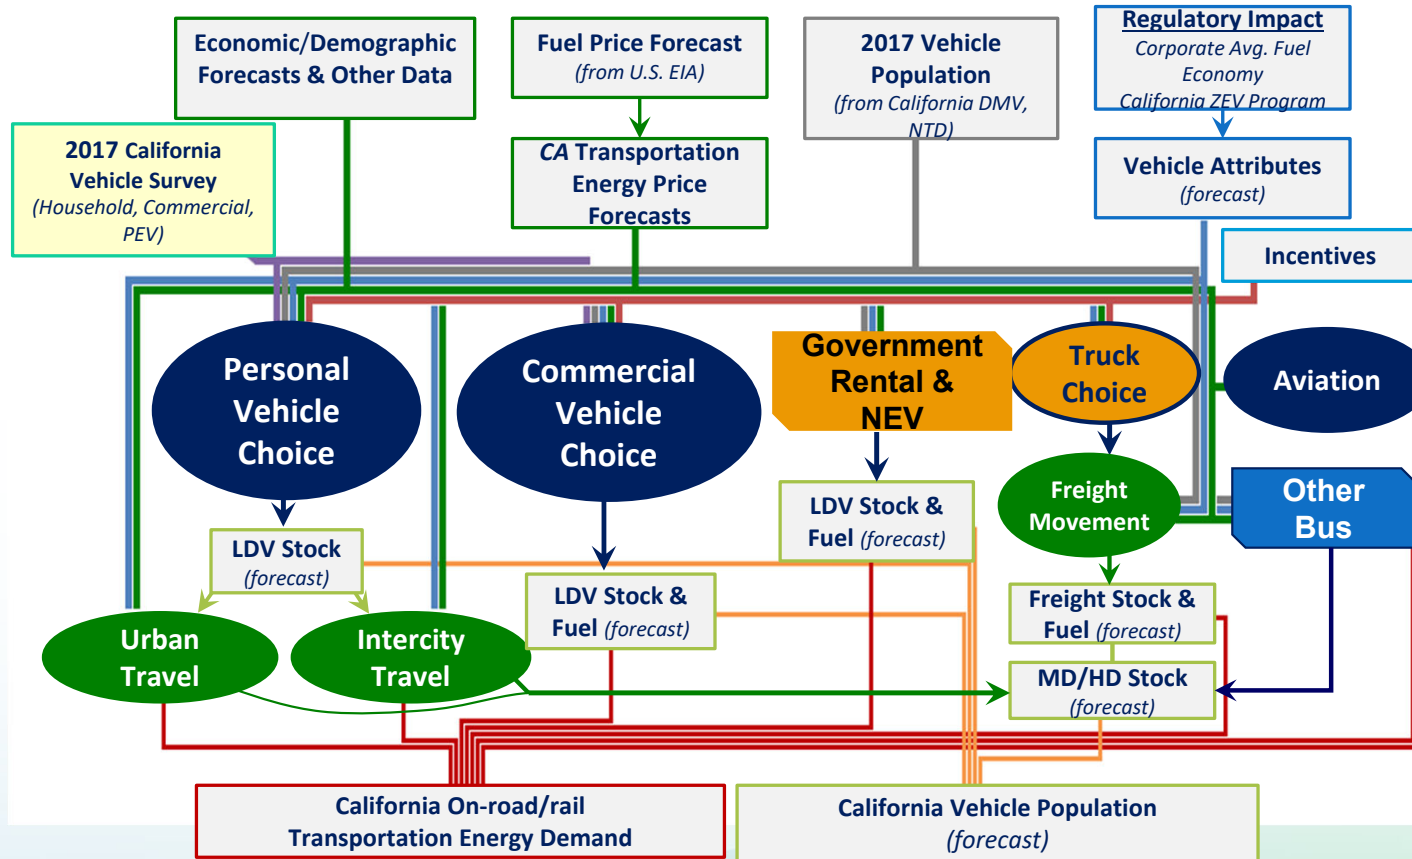 Economic/Demographic
Forecasts & Other Data
Fuel Price Forecast
(from U.S. EIA)
2017 Vehicle
Population
(from California DMV,
NTD)
Regulatory Impact
Corporate Avg. Fuel
Economy
California ZEV Program
2017 California
Vehicle Survey
(Household, Commercial,
PEV)
CA Transportation
Energy Price
Forecasts
Vehicle Attributes
(forecast)
Incentives
Personal
Vehicle
Choice
Commercial
Vehicle
Choice
Government
Rental &
NEV
Truck
Choice
Aviation
LDV Stock
(forecast)
LDV Stock &
Fuel (forecast)
LDV Stock &
Fuel (forecast)
Freight
Movement
Other
Bus
Urban
Travel
Intercity
Travel
Freight Stock &
Fuel (forecast)
MD/HD Stock
(forecast)
California On-road/rail
Transportation Energy Demand
California Vehicle Population
(forecast)